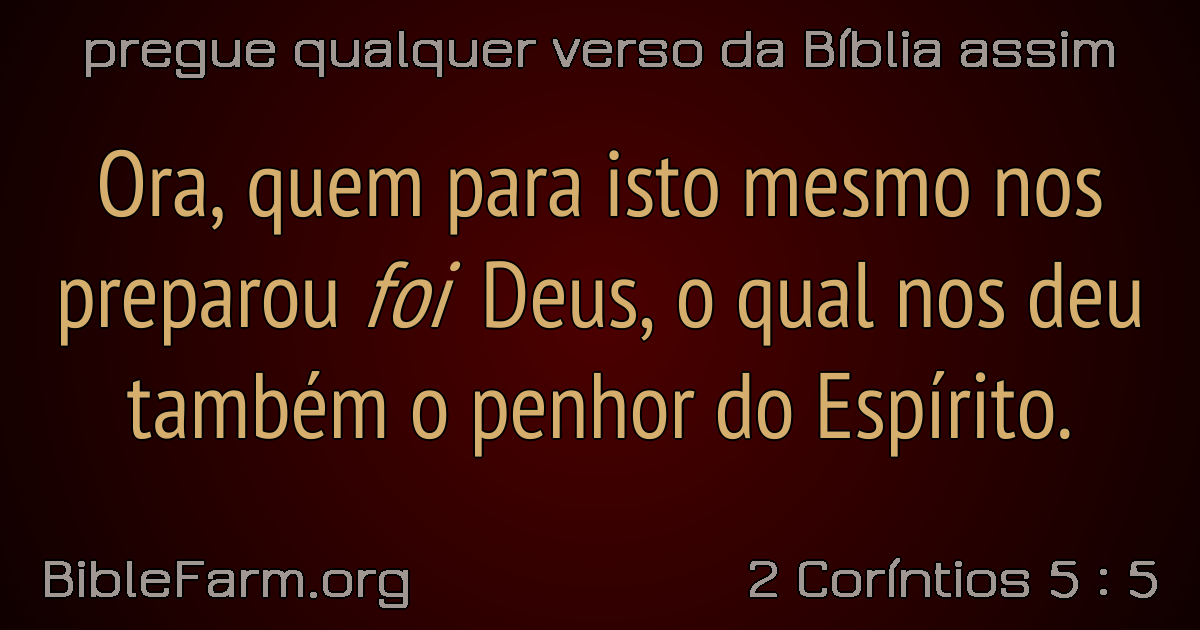 pregue qualquer verso da Bíblia assim
Ora, quem para isto mesmo nos
preparou foi Deus, o qual nos deu
também o penhor do Espírito.
BibleFarm.org
2 Coríntios 5 : 5